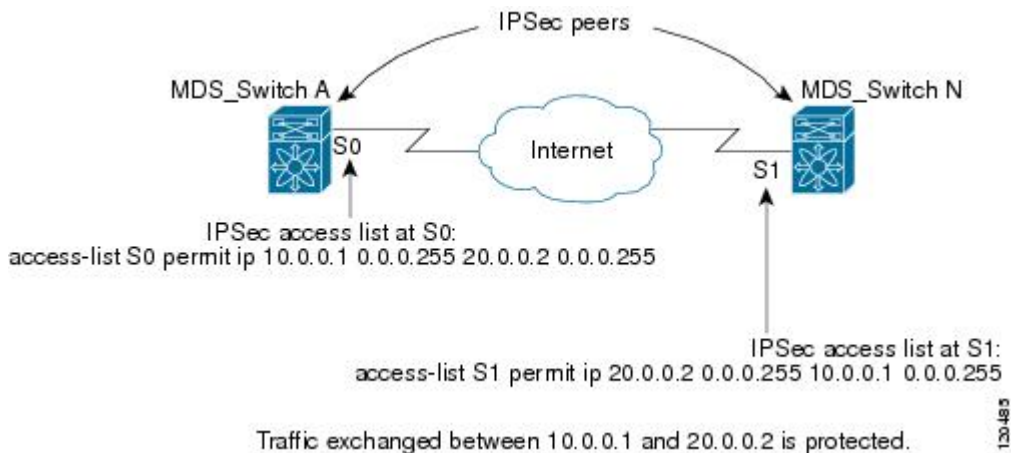 IPSec peers
MDS_Switch A
MDS_Switch N
S0
Internet
S1
IPSec access list at S0:
access-list S0 permit ip 10.0.0.1 0.0.0.255 20.0.0.2 0.0.0.255
IPSec access list at S1:
access-list S1 permit ip 20.0.0.2 0.0.0.255 10.0.0.1 0.0.0.255
Traffic exchanged between 10.0.0.1 and 20.0.0.2 is protected.
120485